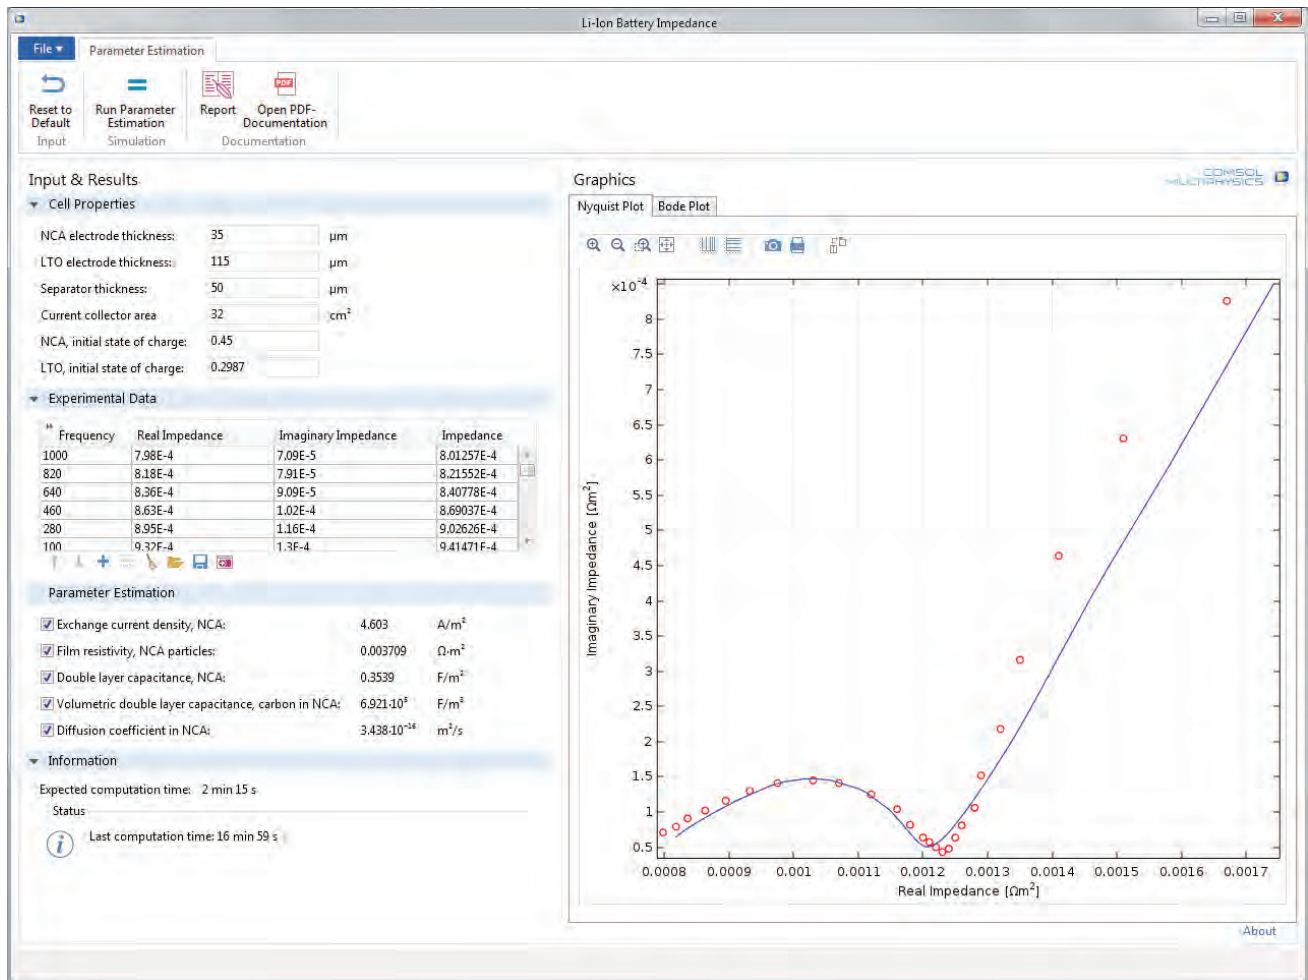 Li-Ion Battery Impedance
File
Parameter Estimation
Reset to Default
Run Parameter Estimation
Report
Open PDF-Documentation
PDF
Input
Simulation
Documentation
Input & Results
Cell Properties
NCA electrode thickness: 35 µm
LTO electrode thickness: 115 µm
Separator thickness: 50 µm
Current collector area 32 cm²
NCA, initial state of charge: 0.45
LTO, initial state of charge: 0.2987
Experimental Data
Frequency Real Impedance Imaginary Impedance Impedance
1000 7.98E-4 7.09E-5 8.01257E-4
820 8.18E-4 7.91E-5 8.21552E-4
640 8.36E-4 9.09E-5 8.40778E-4
460 8.63E-4 1.02E-4 8.69037E-4
280 8.95E-4 1.16E-4 9.02626E-4
100 9.32E-4 1.3E-4 9.41471E-4
Parameter Estimation
Exchange current density, NCA: 4.603 A/m²
Film resistivity, NCA particles: 0.003709 Ω·m²
Double layer capacitance, NCA: 0.3539 F/m²
Volumetric double layer capacitance, carbon in NCA: 6.921·10⁵ F/m³
Diffusion coefficient in NCA: 3.438·10⁻¹⁶ m²/s
Information
Expected computation time: 2 min 15 s
Status
Last computation time: 16 min 59 s
Graphics
COMSOL
MULTIPHYSICS
Nyquist Plot
Bode Plot
×10⁻⁴
8
7.5
7
6.5
6
5.5
5
4.5
4
3.5
3
2.5
2
1.5
1
0.5
Imaginary Impedance [Ωm²]
0.0008 0.0009 0.001 0.0011 0.0012 0.0013 0.0014 0.0015 0.0016 0.0017
Real Impedance [Ωm²]
About